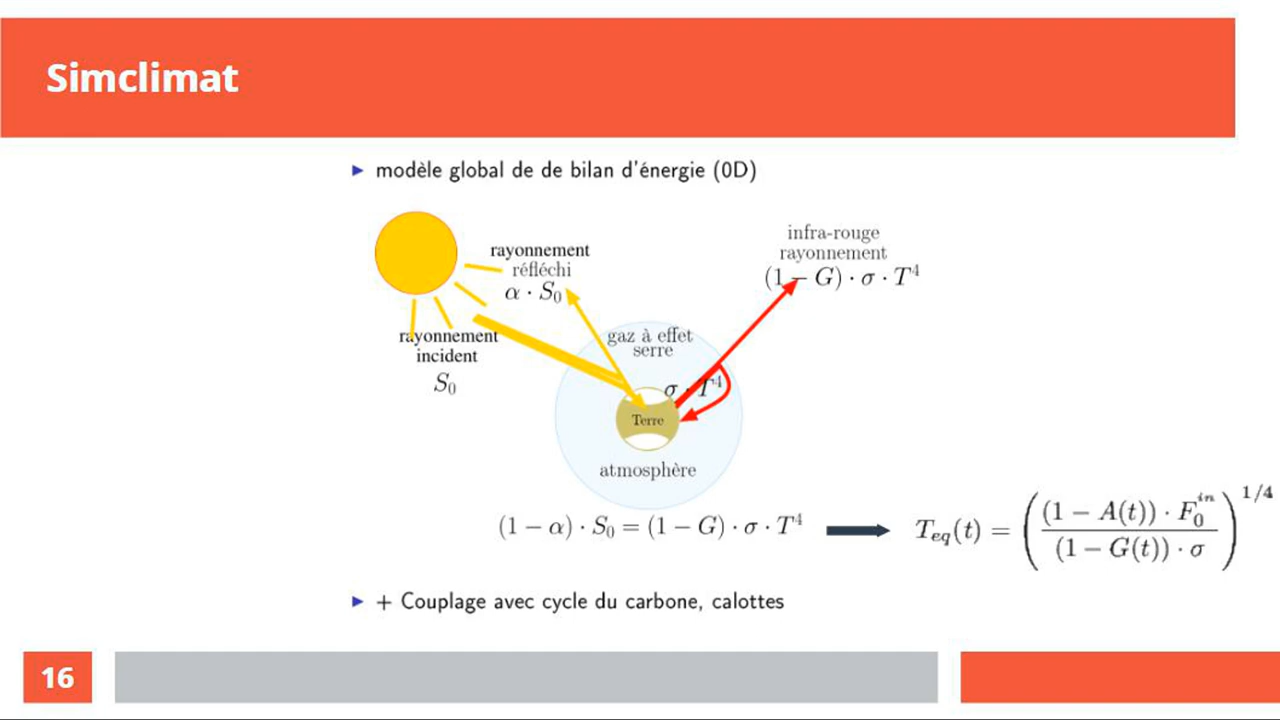 Simclimat
► modèle global de de bilan d'énergie (0D)
rayonnement
réfléchi
α · S₀
infra-rouge
rayonnement
(1 − G) · σ · T⁴
rayonnement
incident
S₀
gaz à effet
serre
σ · T⁴
Terre
atmosphère
(1 − α) · S₀ = (1 − G) · σ · T⁴
T_{eq}(t) = ( (1 − A(t)) · F₀^{in} / (1 − G(t)) · σ )^{1/4}
► + Couplage avec cycle du carbone, calottes
16